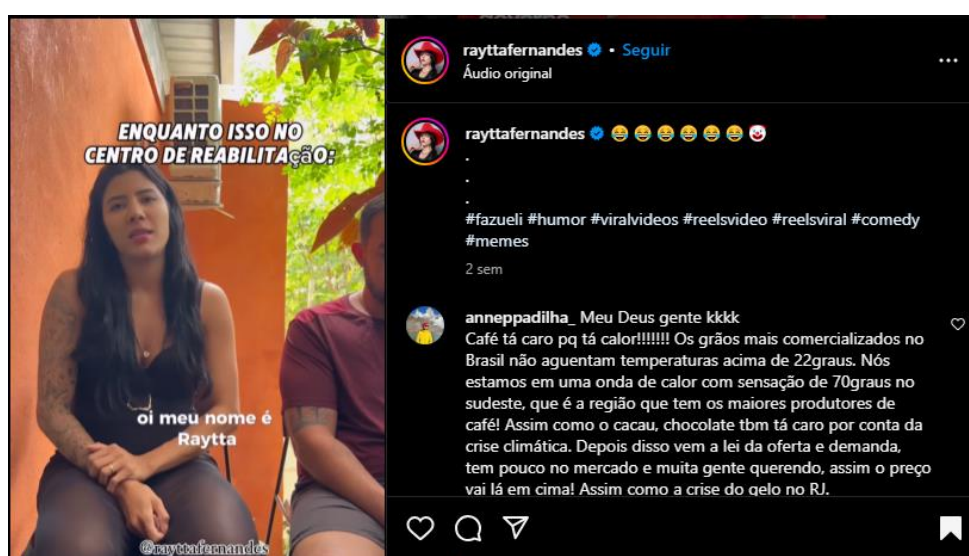 ENQUANTO ISSO NO
CENTRO DE REABILITAçãO:
oi meu nome é
Raytta
@rayttafernandes
rayttafernandes • Seguir
Áudio original
rayttafernandes 😂😂😂😂😂😂🤡
.
.
.
#fazueli #humor #viralvideos #reelsvideo #reelsviral #comedy
#memes
2 sem
anneppadilha_ Meu Deus gente kkkk
Café tá caro pq tá calor!!!!!!! Os grãos mais comercializados no
Brasil não aguentam temperaturas acima de 22graus. Nós
estamos em uma onda de calor com sensação de 70graus no
sudeste, que é a região que tem os maiores produtores de
café! Assim como o cacau, chocolate tbm tá caro por conta da
crise climática. Depois disso vem a lei da oferta e demanda,
tem pouco no mercado e muita gente querendo, assim o preço
vai lá em cima! Assim como a crise do gelo no RJ.